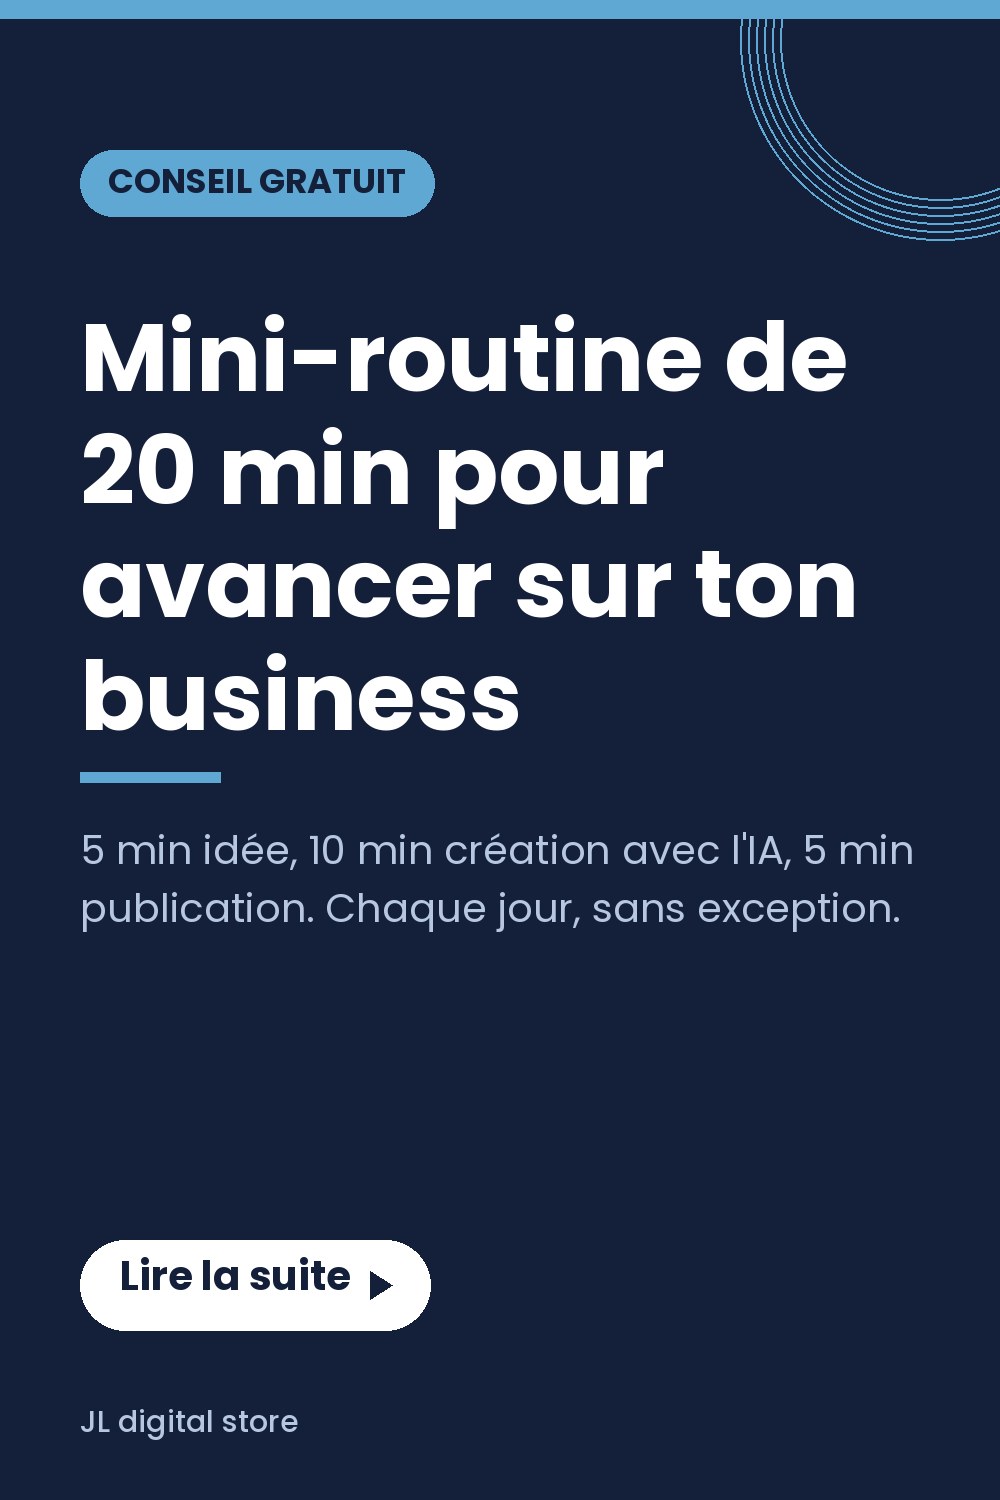 CONSEIL GRATUIT
Mini-routine de
20 min pour
avancer sur ton
business
5 min idée, 10 min création avec l'IA, 5 min
publication. Chaque jour, sans exception.
Lire la suite
JL digital store